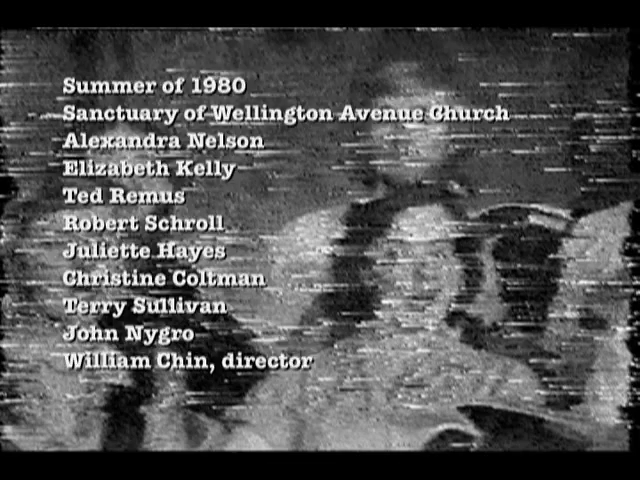 Summer of 1980
Sanctuary of Wellington Avenue Church
Alexandra Nelson
Elizabeth Kelly
Ted Remus
Robert Schroll
Juliette Hayes
Christine Coltman
Terry Sullivan
John Nygro
William Chin, director